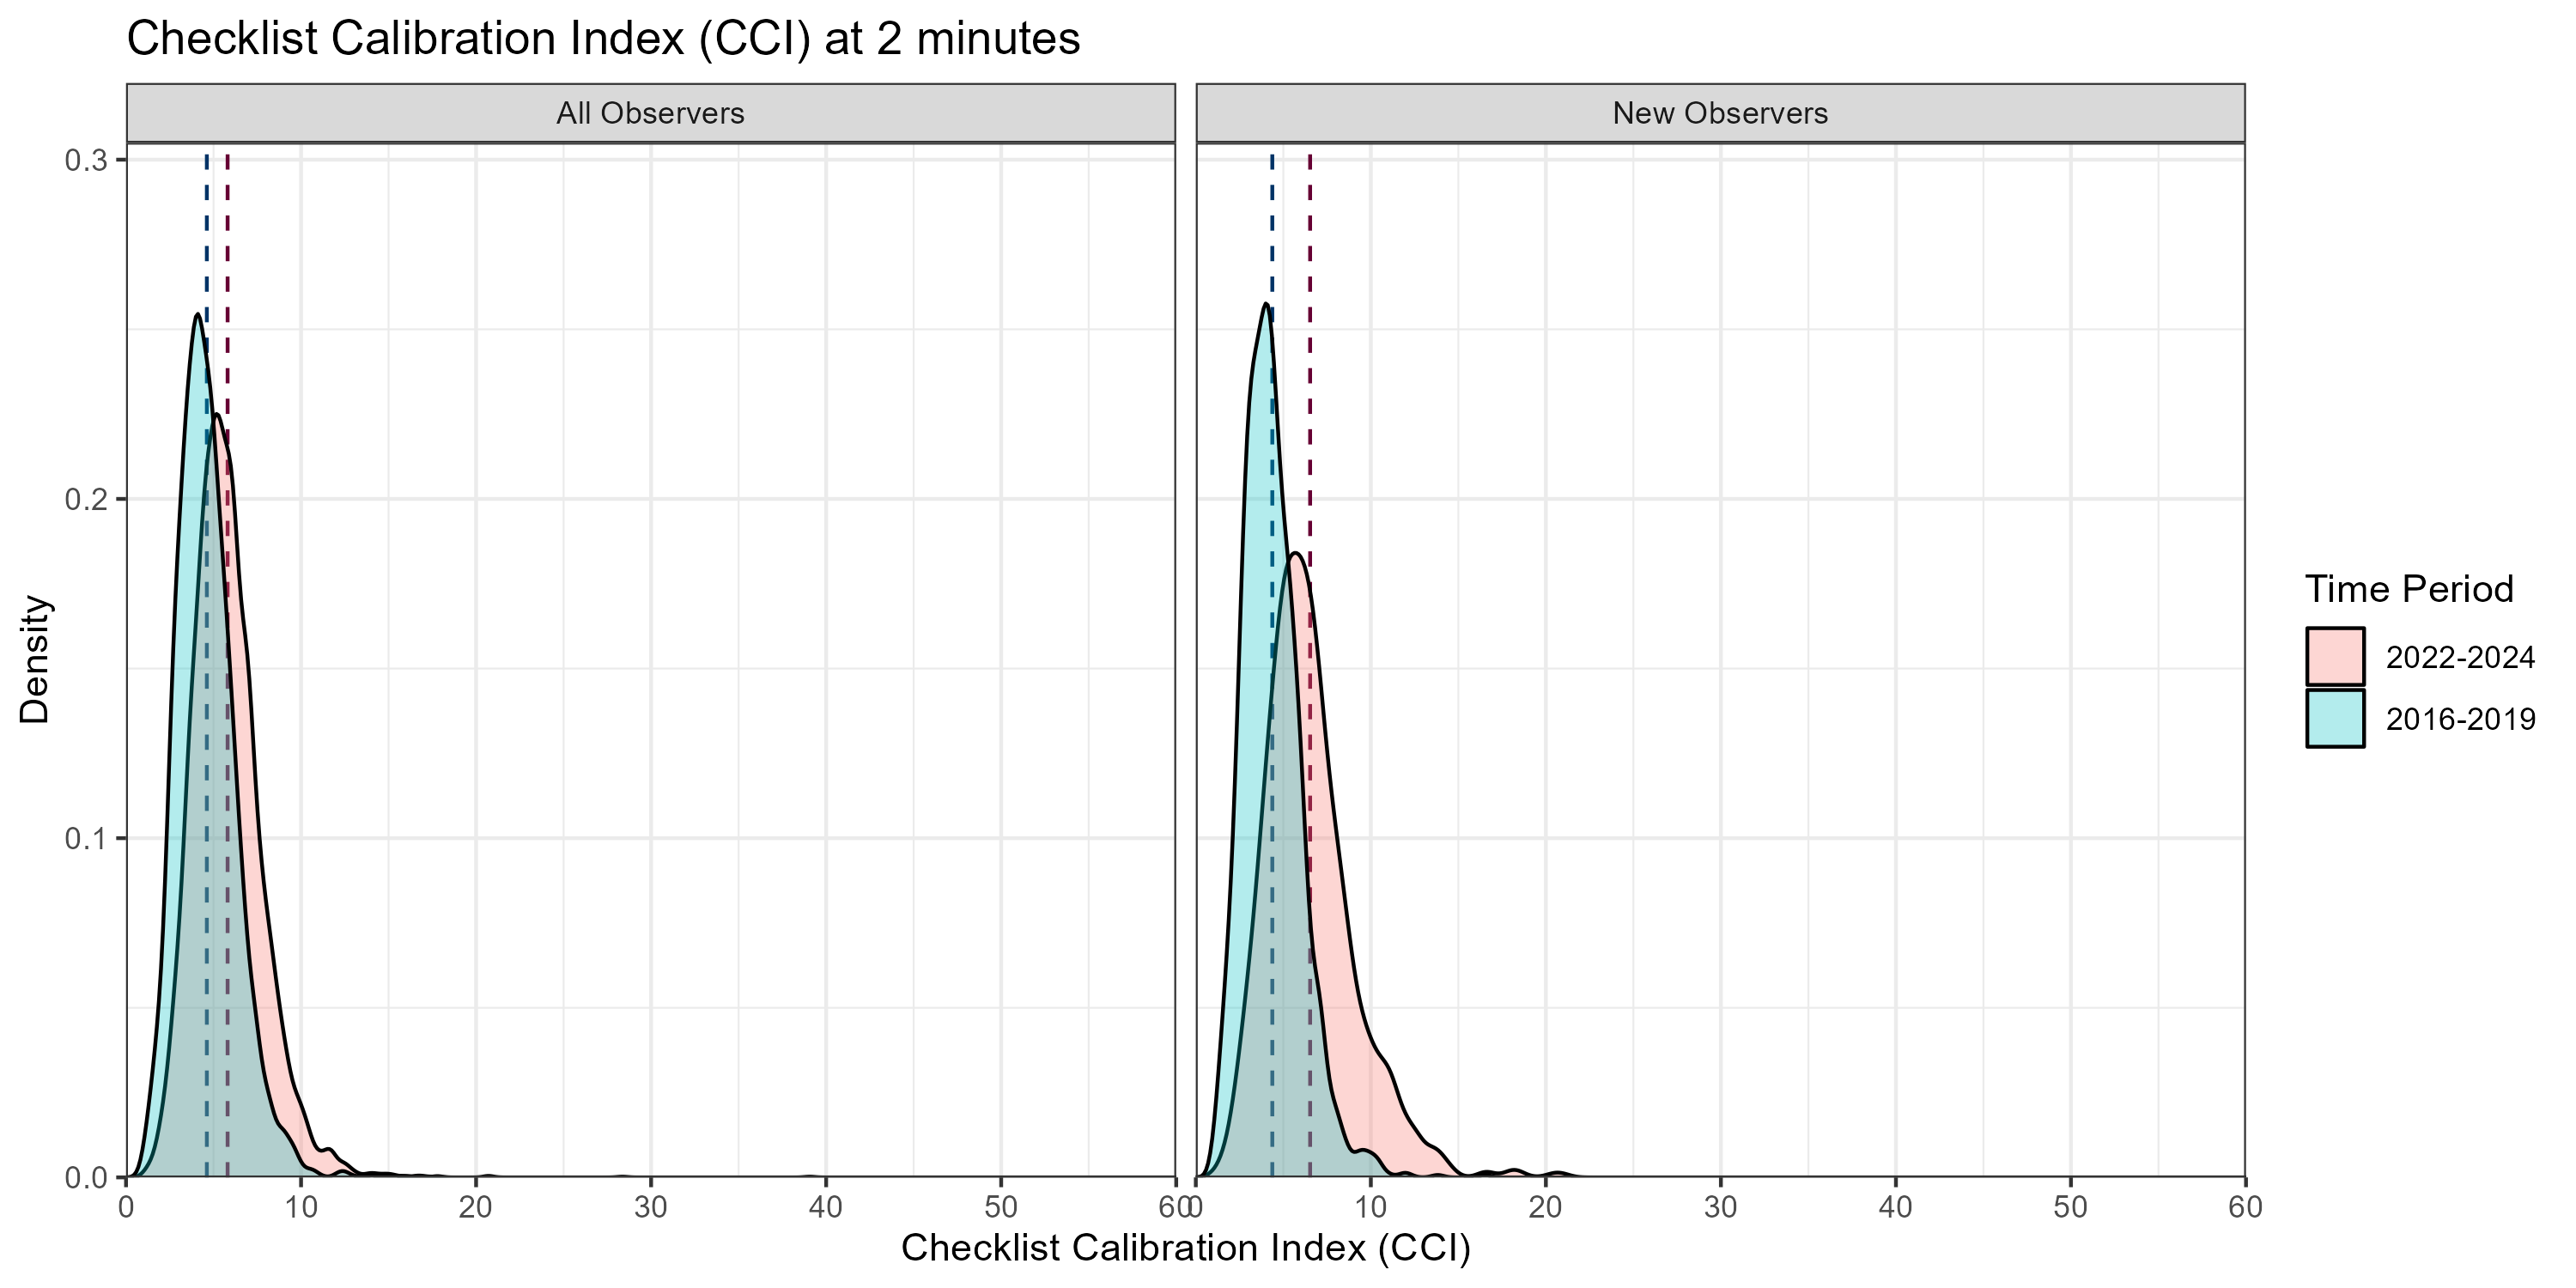 Checklist Calibration Index (CCI) at 2 minutes
All Observers
New Observers
0.3
0.2
0.1
0.0
Density
0 10 20 30 40 50 60
0 10 20 30 40 50 60
Checklist Calibration Index (CCI)
Time Period
2022-2024
2016-2019